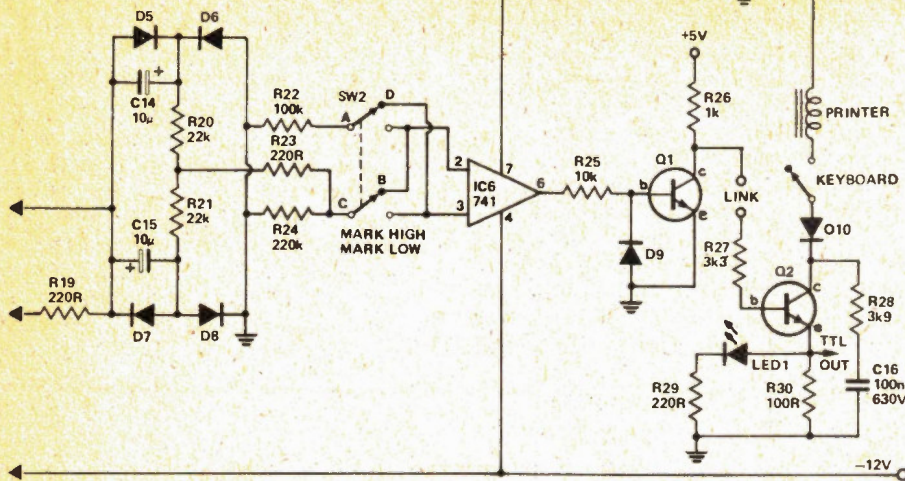 D5
D6
+
C14
10μ
R20
22k
R22
100k
SW2
D
A
R23
220R
B
C
R24
220k
MARK HIGH
MARK LOW
R21
22k
C15
10μ
+
R19
220R
D7
D8
2
3
7
IC6
741
4
6
R25
10k
+5V
R26
1k
Q1
b
c
e
D9
LINK
R27
3k3
PRINTER
KEYBOARD
O10
Q2
b
c
e
R28
3k9
TTL
OUT
LED1
R29
220R
R30
100R
C16
100n
630V
−12V